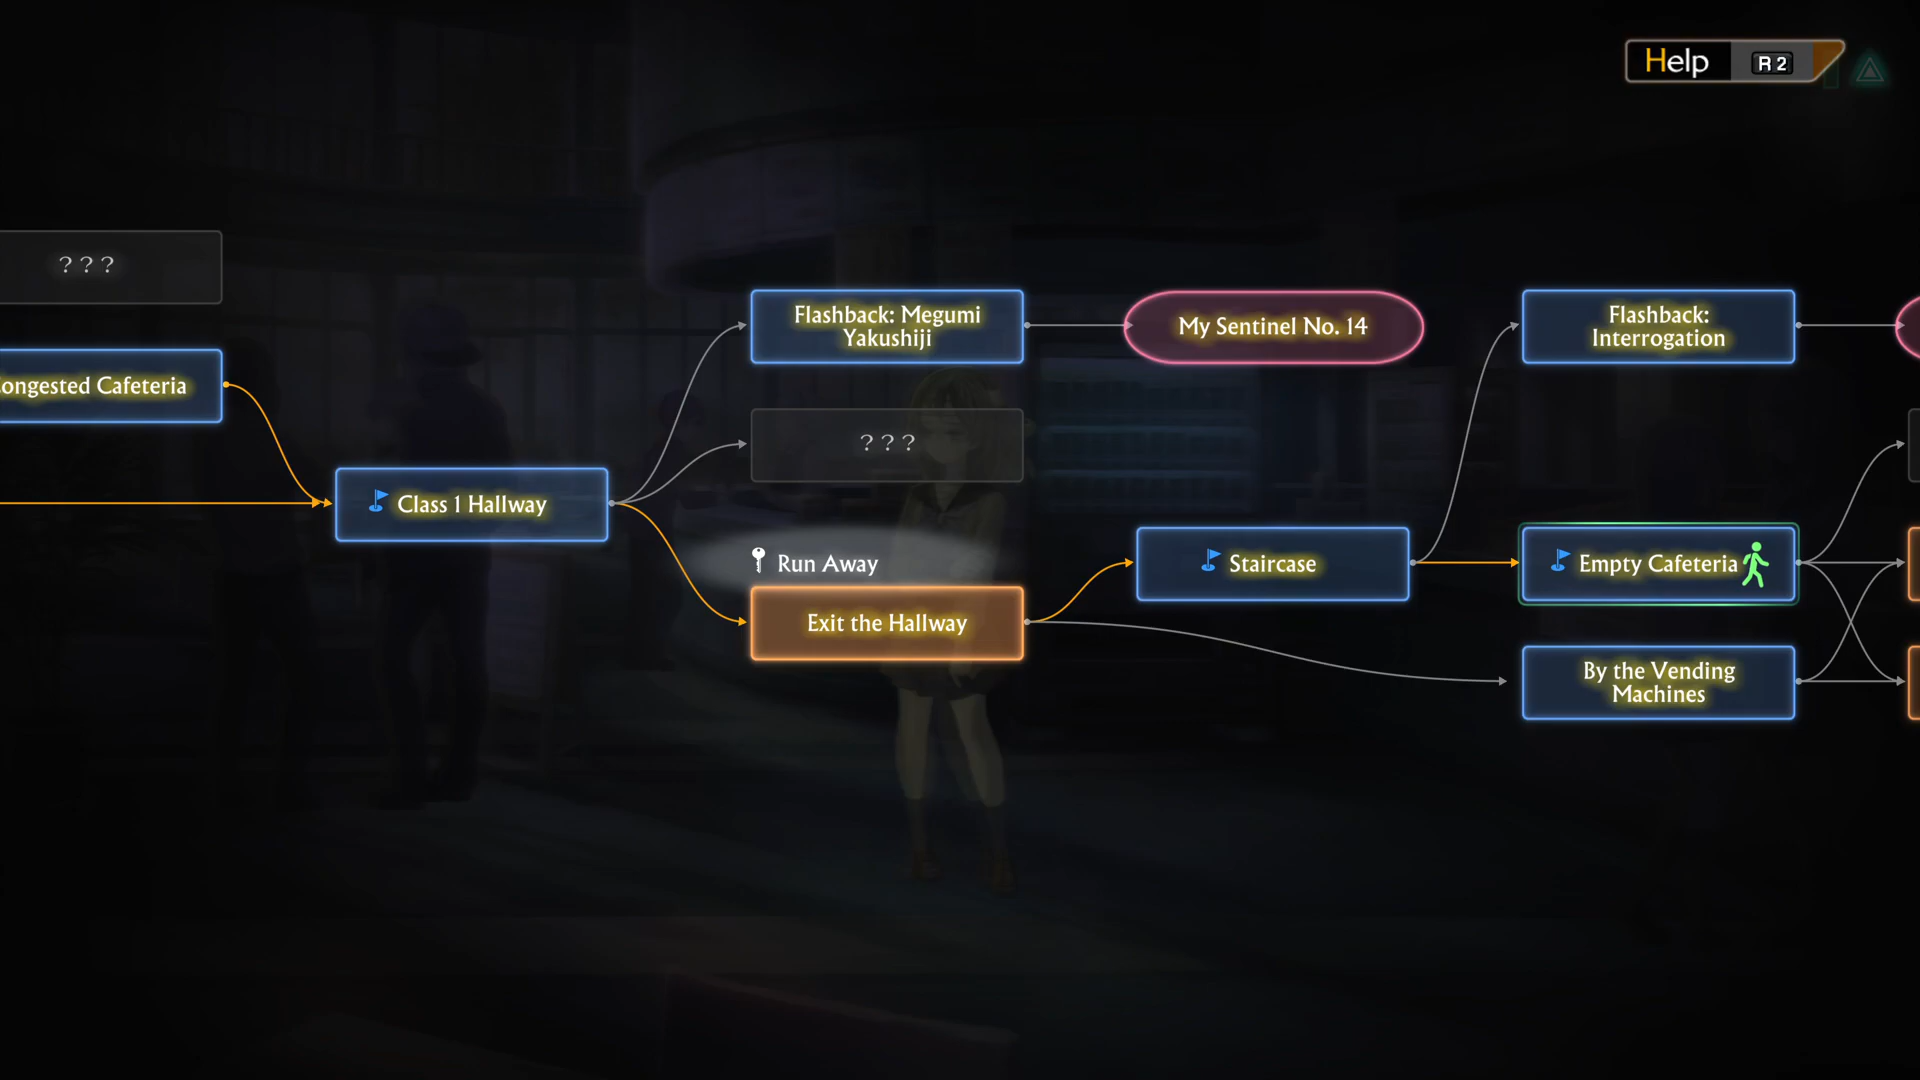 Help R2
? ? ?
Flashback: Megumi
Yakushiji
My Sentinel No. 14
Flashback:
Interrogation
ongested Cafeteria
? ? ?
Class 1 Hallway
Run Away
Staircase
Empty Cafeteria
Exit the Hallway
By the Vending
Machines